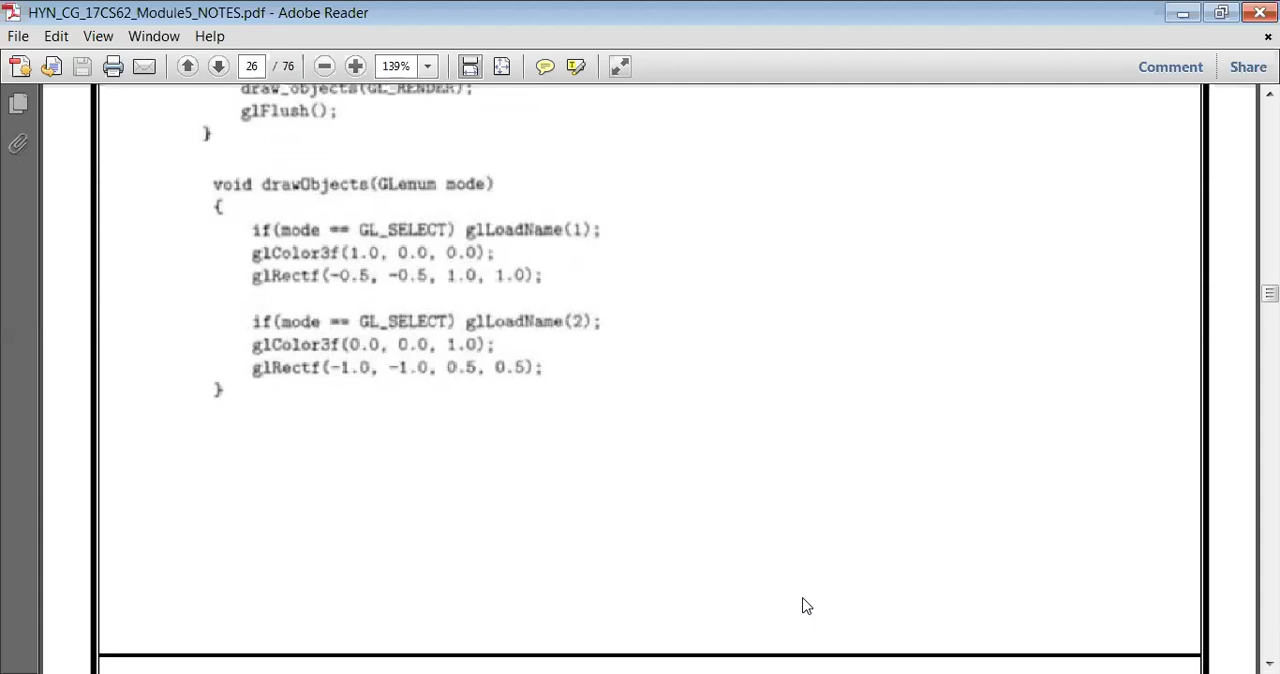 HYN_CG_17CS62_Module5_NOTES.pdf - Adobe Reader
File Edit View Window Help
26 / 76 139% Comment Share
draw_objects(GL_RENDER);
glFlush();
}
void drawObjects(GLenum mode)
{
if(mode == GL_SELECT) glLoadName(1);
glColor3f(1.0, 0.0, 0.0);
glRectf(-0.5, -0.5, 1.0, 1.0);
if(mode == GL_SELECT) glLoadName(2);
glColor3f(0.0, 0.0, 1.0);
glRectf(-1.0, -1.0, 0.5, 0.5);
}